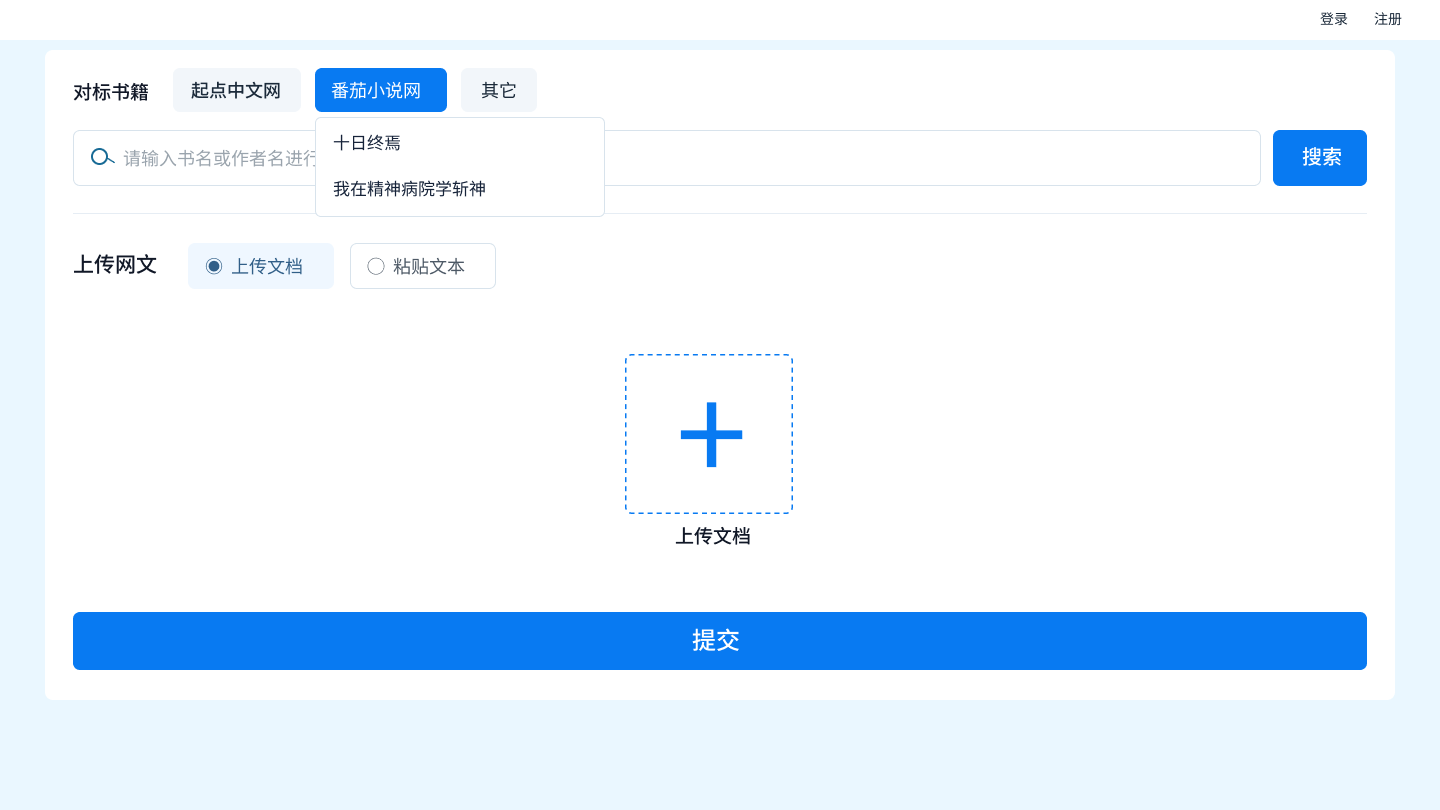 登录 注册
对标书籍 起点中文网 番茄小说网 其它
请输入书名或作者名进行
搜索
十日终焉
我在精神病院学斩神
上传网文 上传文档 粘贴文本
上传文档
提交